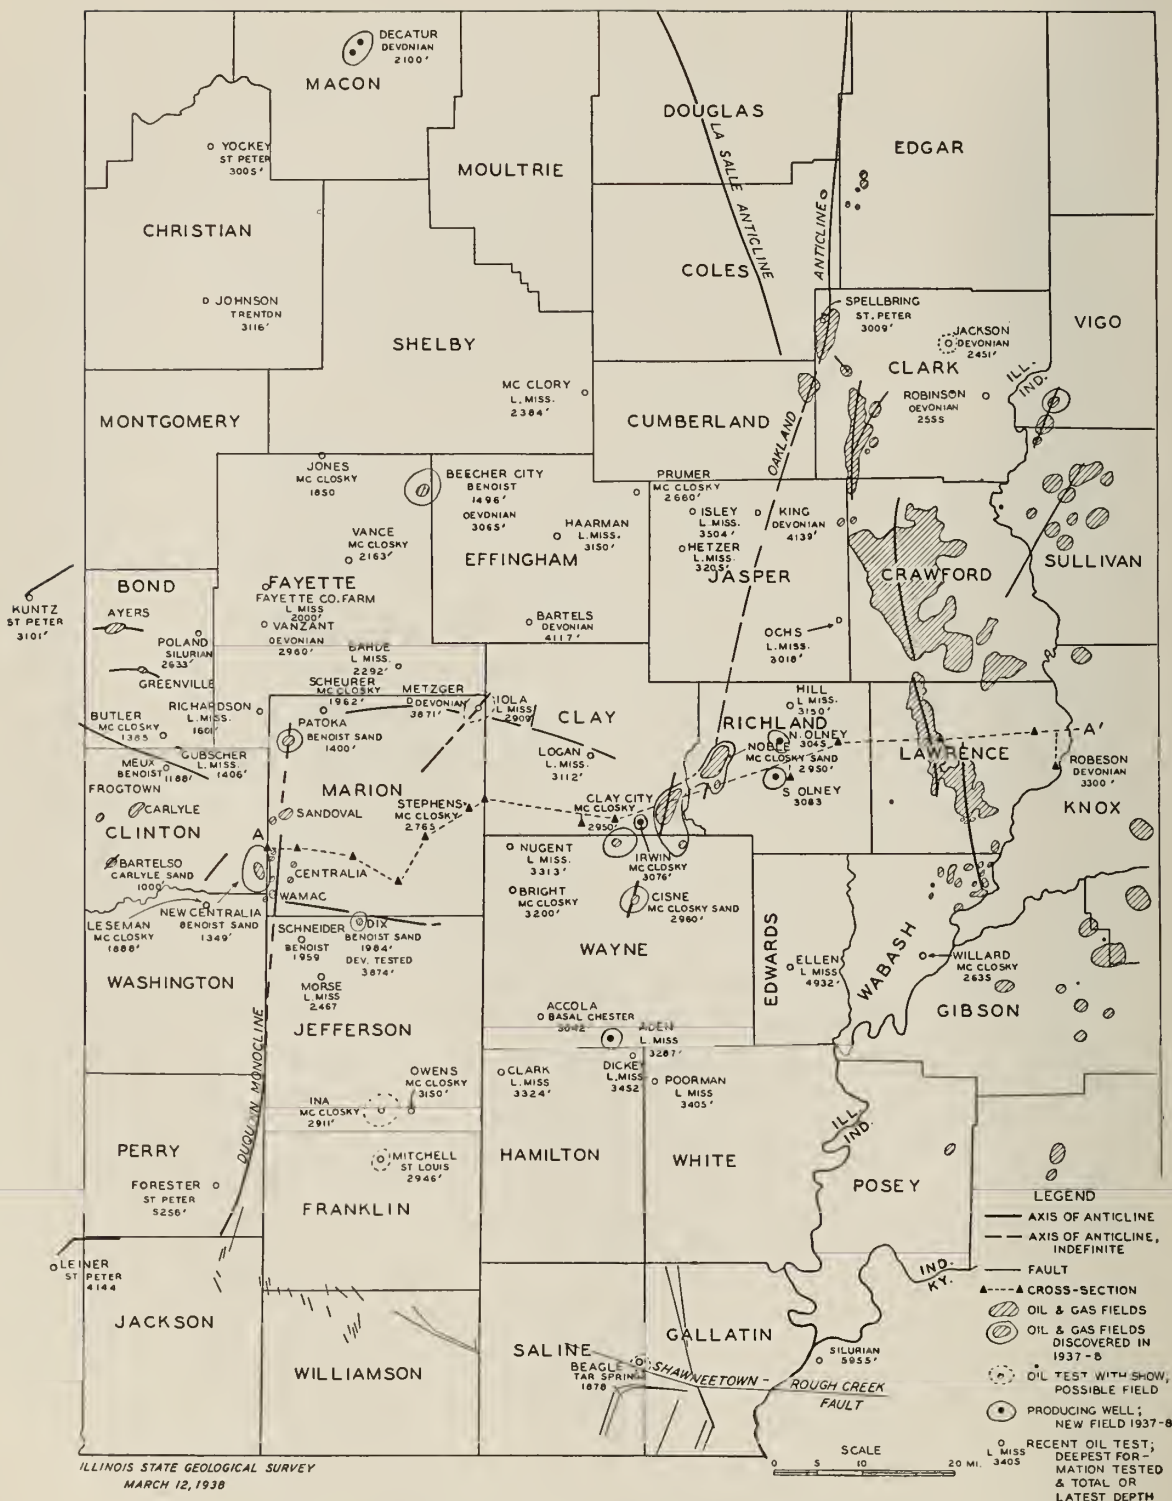 DECATUR
DEVONIAN
2100'
MACON
YOCKEY
ST PETER
3005'
MOULTRIE
DOUGLAS
LA SALLE ANTICLINE
EDGAR
CHRISTIAN
COLES
ANTICLINE
JOHNSON
TRENTON
3116'
SHELBY
SPELLBRING
ST. PETER
3009'
JACKSON
DEVONIAN
2451'
VIGO
CLARK
ILL.
IND.
MC CLORY
L. MISS.
2384'
ROBINSON
DEVONIAN
2555
MONTGOMERY
CUMBERLAND
OAKLAND
JONES
MC CLOSKY
1850
BEECHER CITY
BENOIST
1496'
DEVONIAN
3065'
PRUMER
MC CLOSKY
2660'
ISLEY
L. MISS.
3504'
KING
DEVONIAN
4139'
HAARMAN
L. MISS.
3150'
VANCE
MC CLOSKY
2163'
HETZER
L. MISS.
3205'
EFFINGHAM
JASPER
CRAWFORD
SULLIVAN
BOND
FAYETTE
FAYETTE CO. FARM
L MISS
2000'
KUNTZ
ST PETER
3101'
AYERS
VANZANT
DEVONIAN
2980'
BARTELS
DEVONIAN
4117'
OCHS
L. MISS.
3018'
POLAND
SILURIAN
2633'
GREENVILLE
BAHDE
L. MISS.
2292'
SCHEURER
MC CLOSKY
1962'
METZGER
DEVONIAN
3871'
IOLA
L MISS
2909'
CLAY
HILL
L. MISS
3150'
RICHLAND
RICHARDSON
L. MISS.
1601'
BUTLER
MC CLOSKY
1385
PATOKA
BENOIST SAND
1400'
N. OLNEY
3045
NOBLE
MC CLOSKY SAND
2950'
LAWRENCE
A'
ROBESON
DEVONIAN
3300'
LOGAN
L. MISS.
3112'
GUBSCHER
L. MISS.
1406'
MEUX
BENOIST
1188'
FROGTOWN
MARION
STEPHENS
MC CLOSKY
2765
CLAY CITY
MC CLOSKY
2950'
S. OLNEY
3083
KNOX
CARLYLE
SANDOVAL
CLINTON
A
BARTELSO
CARLYLE SAND
1000'
CENTRALIA
WAMAC
NUGENT
L MISS.
3313'
IRWIN
MC CLOSKY
3076'
BRIGHT
MC CLOSKY
3200'
CISNE
MC CLOSKY SAND
2960'
NEW CENTRALIA
BENOIST SAND
1349'
LESEMAN
MC CLOSKY
1888'
SCHNEIDER
BENOIST
1959
DIX
BENOIST SAND
1984'
DEV. TESTED
3874'
WAYNE
EDWARDS
ELLEN
L MISS
4932'
WABASH
WILLARD
MC CLOSKY
2635
WASHINGTON
MORSE
L. MISS
2467
JEFFERSON
ACCOLA
BASAL CHESTER
3042'
ADEN
L. MISS
3287'
GIBSON
DUQUOIN MONOCLINE
OWENS
MC CLOSKY
3150'
CLARK
L. MISS
3324'
DICKEY
L. MISS
3452'
POORMAN
L MISS
3405'
INA
MC CLOSKY
2911'
ILL.
IND.
PERRY
MITCHELL
ST LOUIS
2946'
HAMILTON
WHITE
POSEY
FORESTER
ST PETER
5256'
FRANKLIN
LEINER
ST PETER
4144
IND.
KY.
JACKSON
WILLIAMSON
SALINE
GALLATIN
BEAGLE
TAR SPRING
1878
SHAWNEETOWN - ROUGH CREEK
FAULT
SILURIAN
5955'
LEGEND
AXIS OF ANTICLINE
AXIS OF ANTICLINE,
INDEFINITE
FAULT
CROSS-SECTION
OIL & GAS FIELDS
OIL & GAS FIELDS
DISCOVERED IN
1937-8
OIL TEST WITH SHOW,
POSSIBLE FIELD
PRODUCING WELL;
NEW FIELD 1937-8
L MISS
3405
RECENT OIL TEST;
DEEPEST FOR-
MATION TESTED
& TOTAL OR
LATEST DEPTH
SCALE
0 5 10 20 MI.
ILLINOIS STATE GEOLOGICAL SURVEY
MARCH 12, 1938